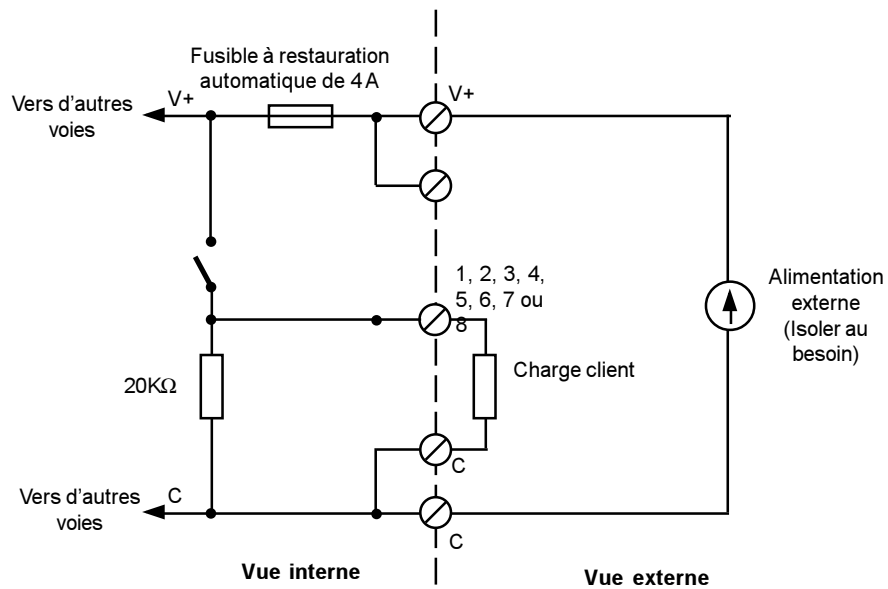 Fusible à restauration
automatique de 4 A
Vers d'autres
voies
V+
V+
1, 2, 3, 4,
5, 6, 7 ou
8
Alimentation
externe
(Isoler au
besoin)
20KΩ
Charge client
C
Vers d'autres
voies
C
C
Vue interne
Vue externe